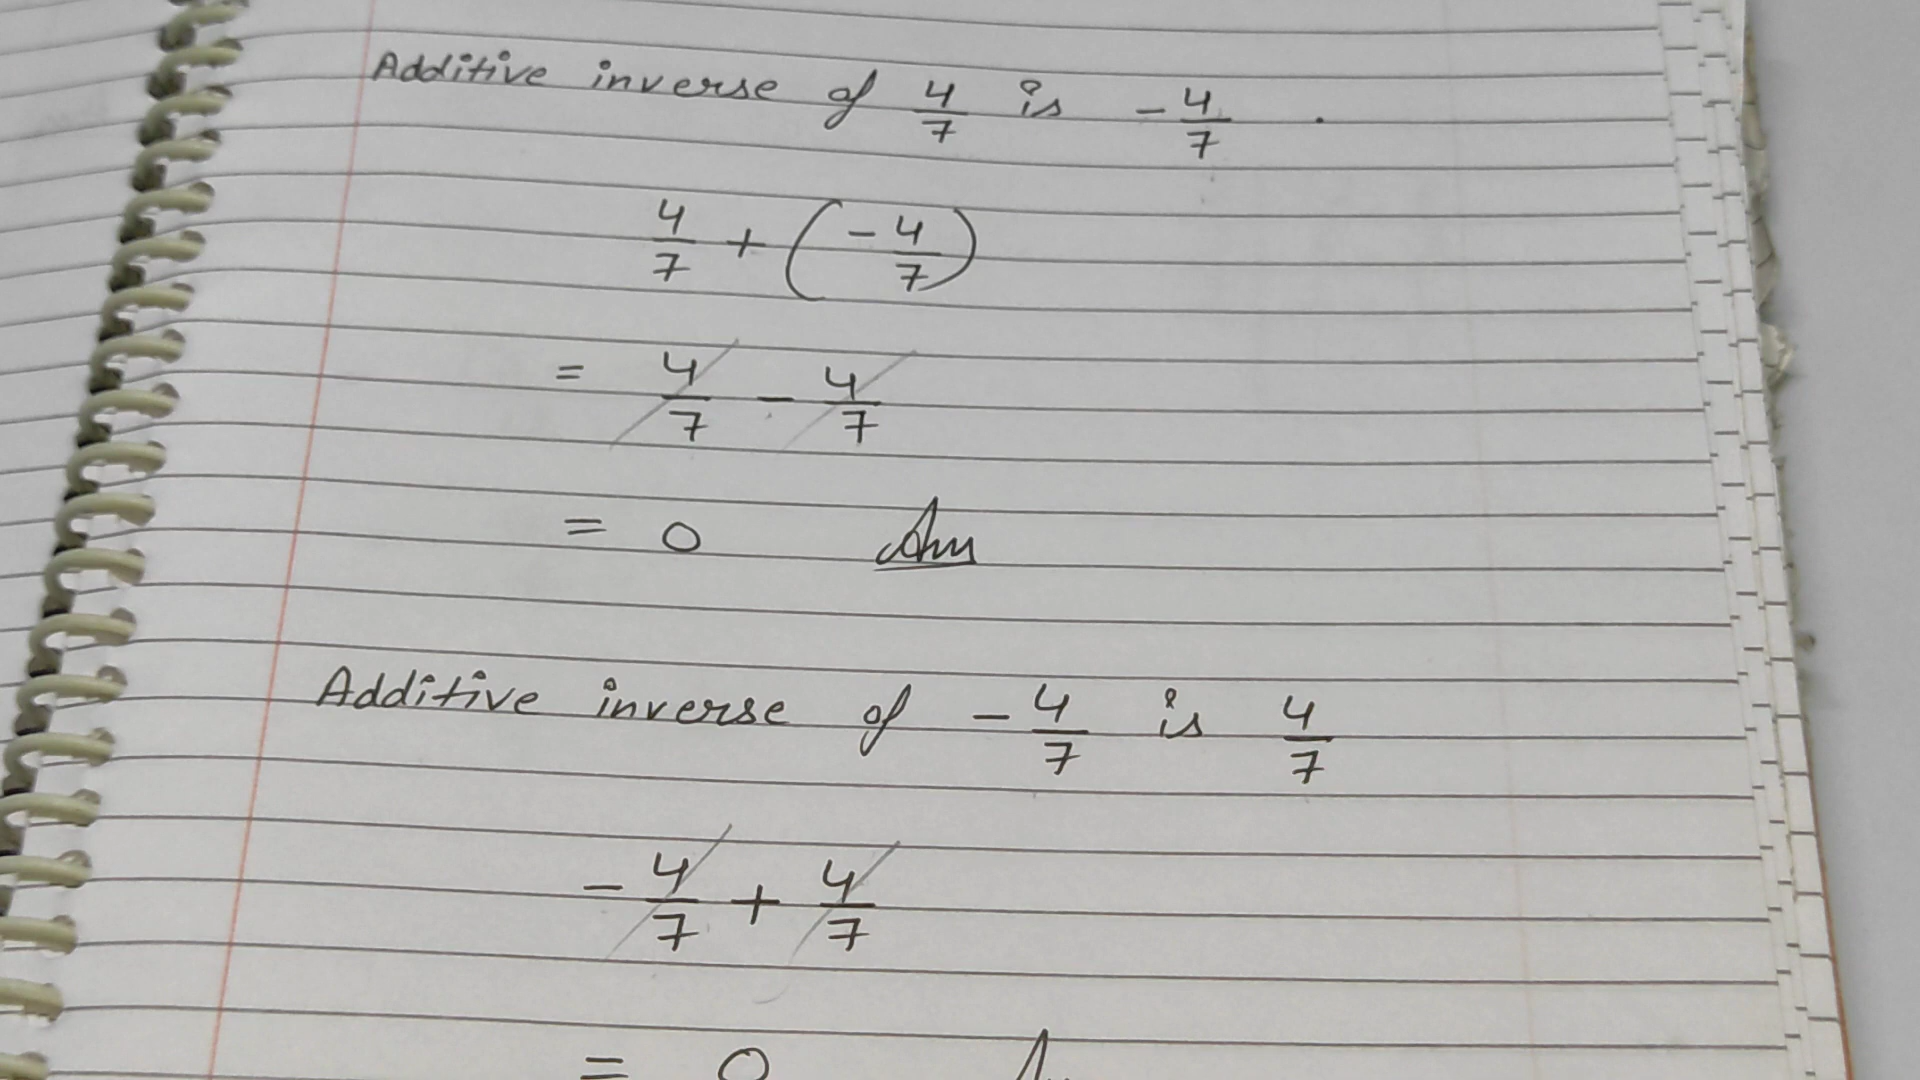 Additive inverse of 4/7 is -4/7 .
4/7 + (-4/7)
= 4/7 - 4/7
= 0 Ans
Additive inverse of -4/7 is 4/7
-4/7 + 4/7
= 0